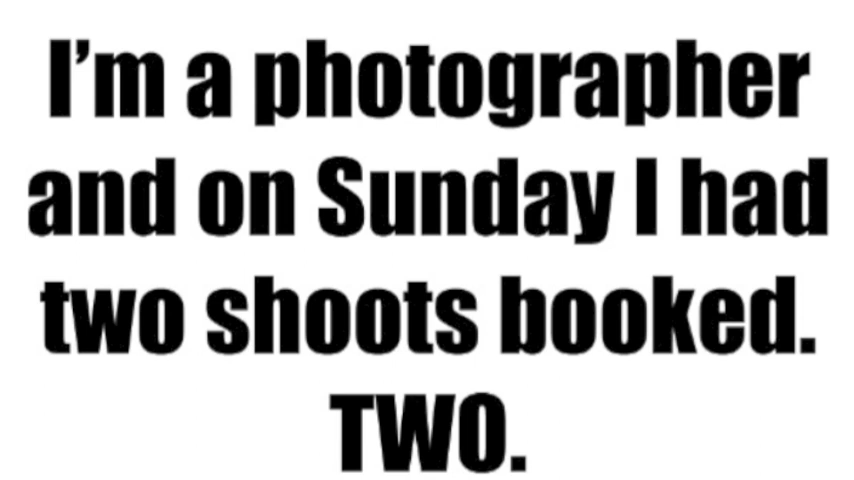 I’m a photographer
and on Sunday I had
two shoots booked.
TWO.